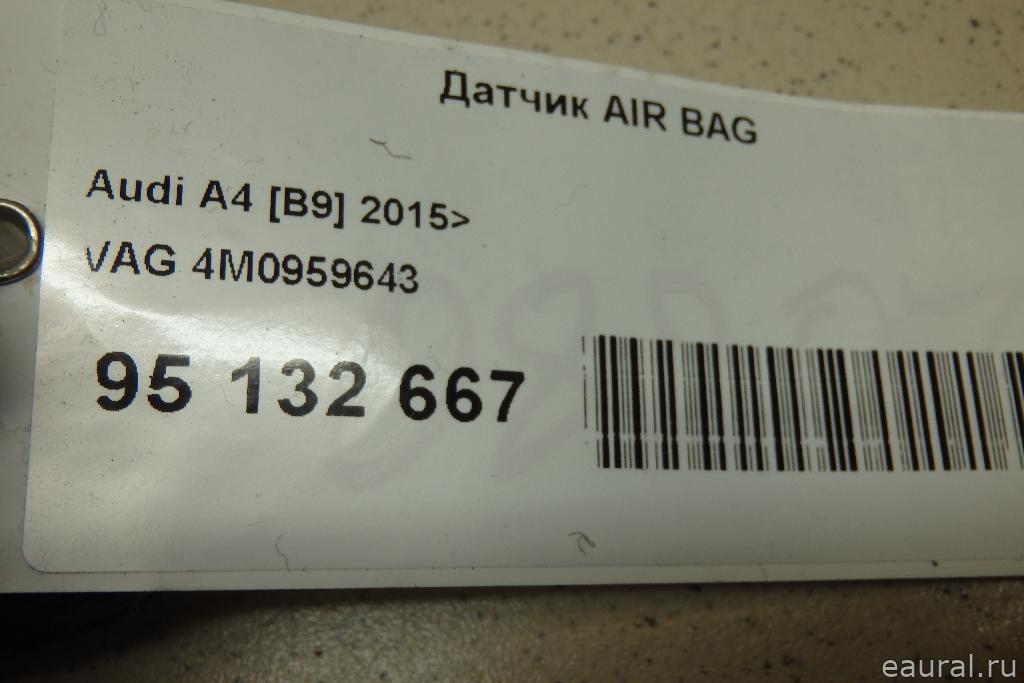 Датчик AIR BAG
Audi A4 [B9] 2015>
VAG 4M0959643
95 132 667
eaural.ru